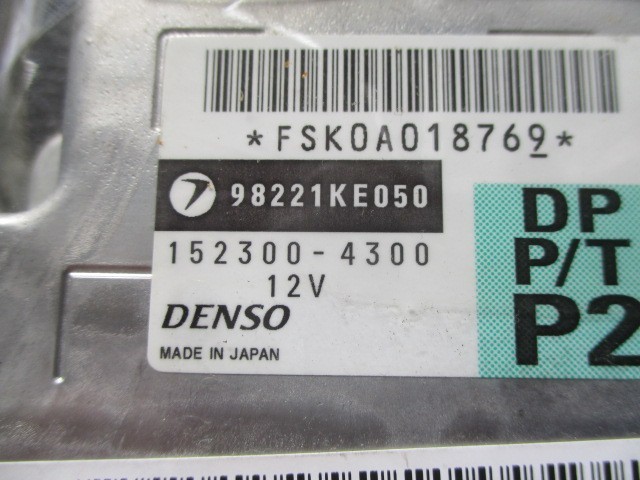 *FSK0A018769*
98221KE050
152300-4300
12V
DENSO
MADE IN JAPAN
DP
P/T
P2